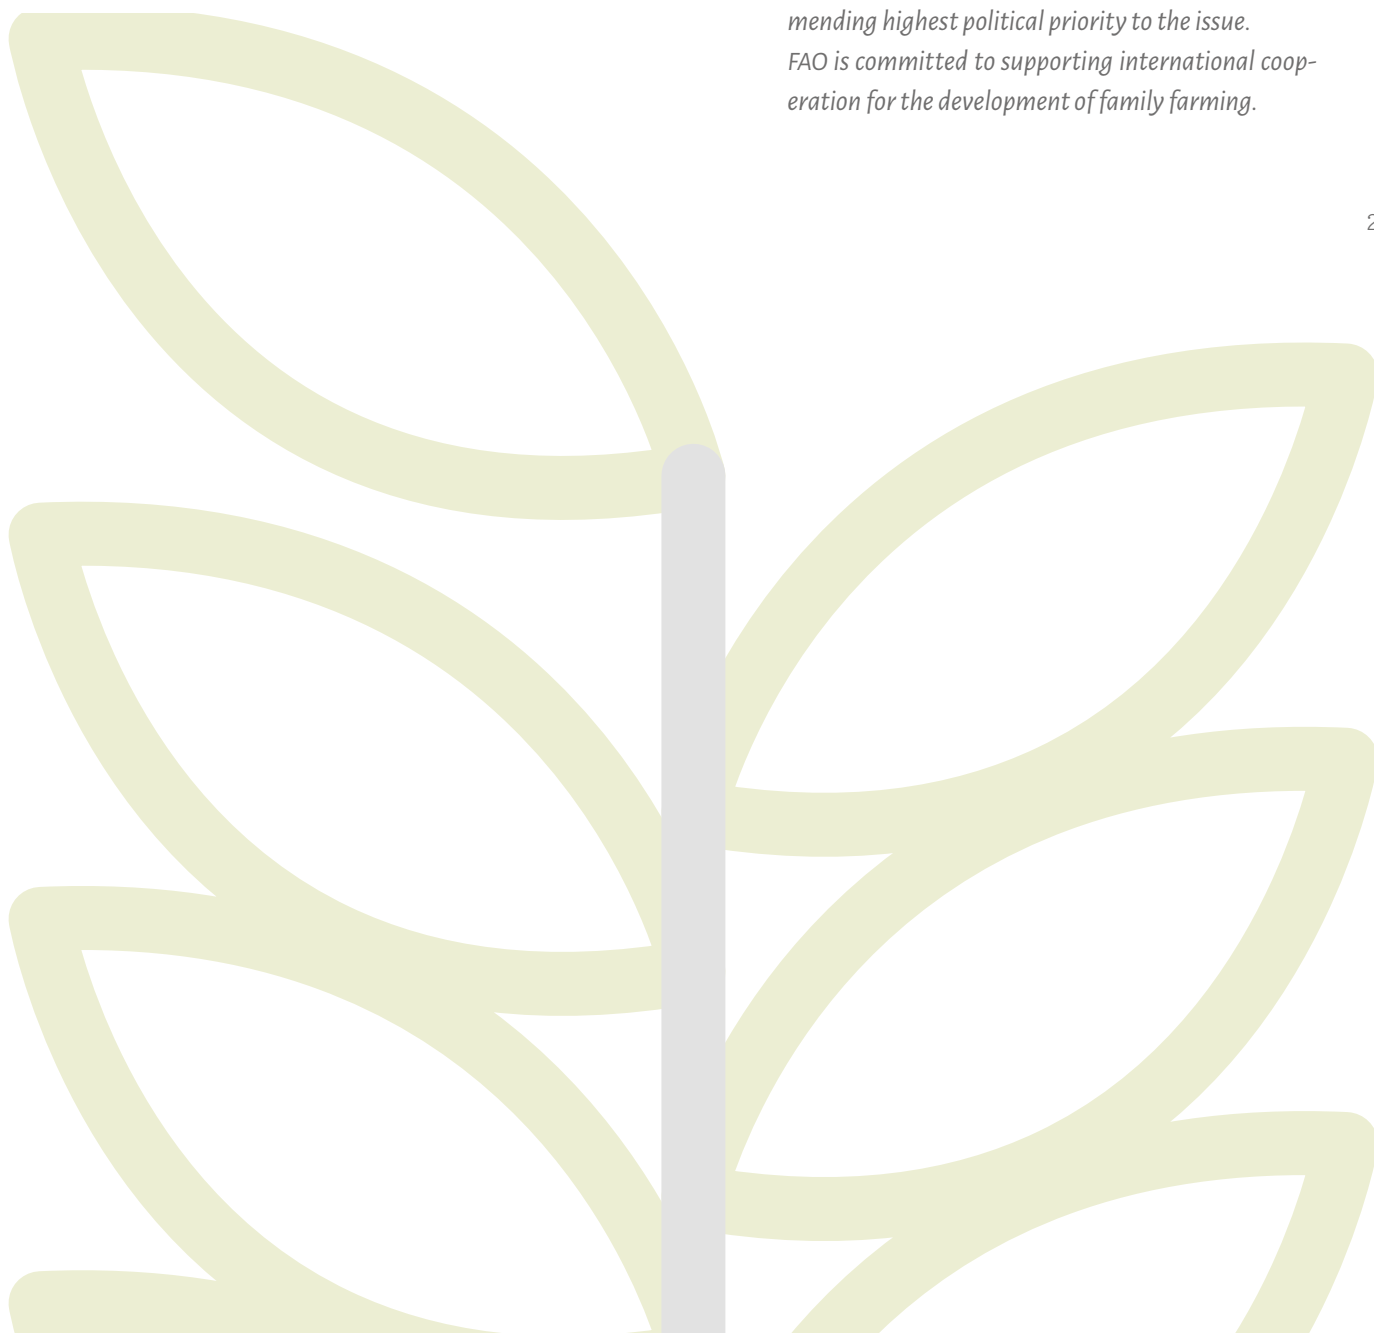 mending highest political priority to the issue.
FAO is committed to supporting international coop-
eration for the development of family farming.
2